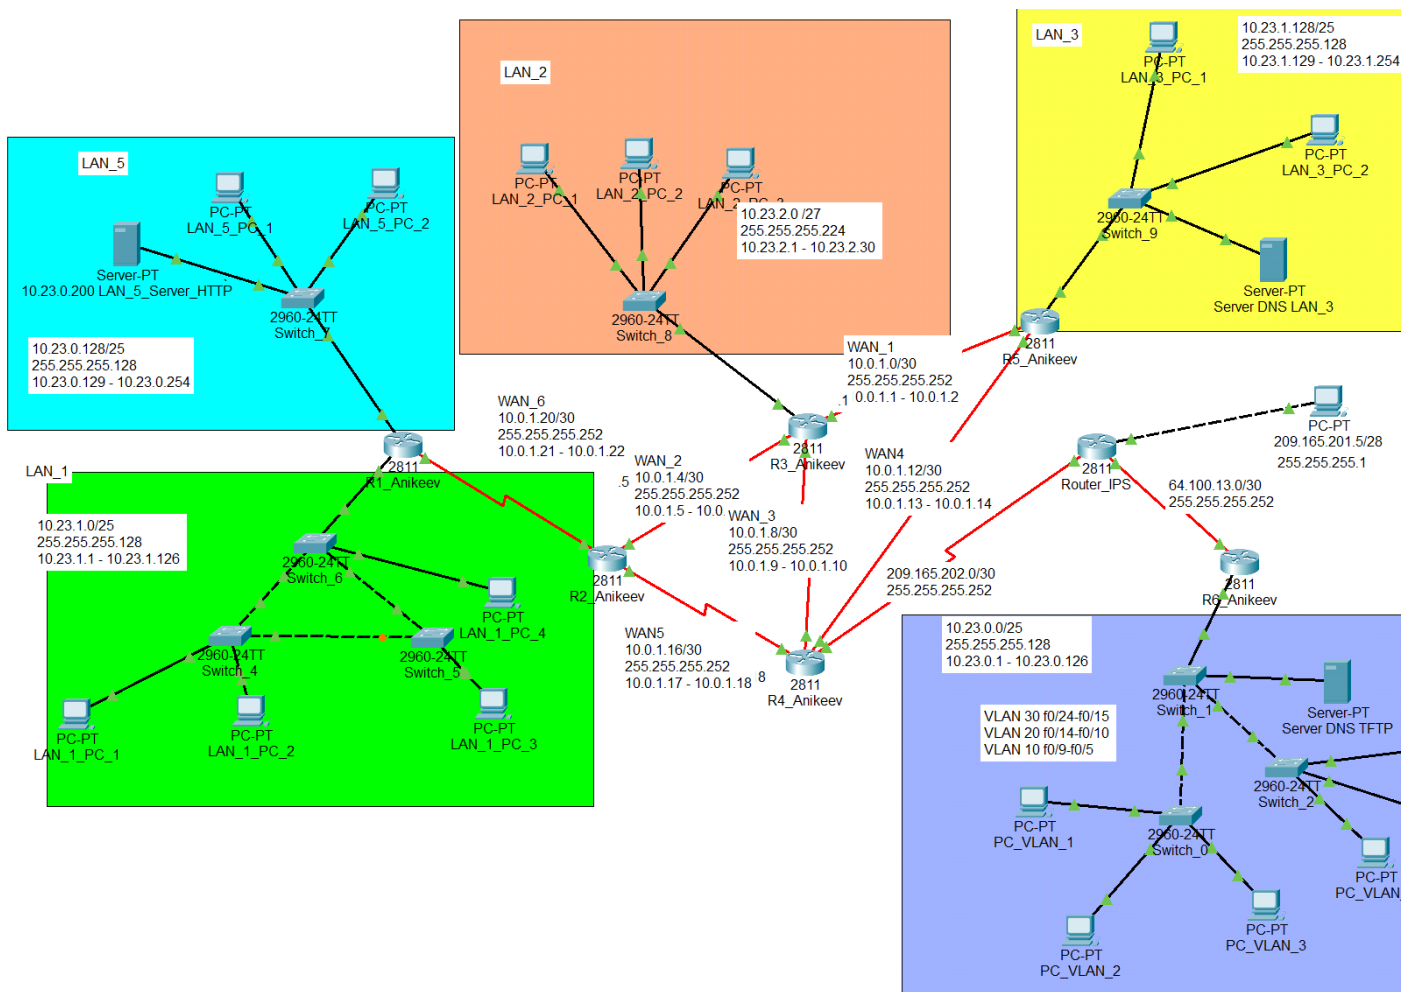 LAN_5
PC-PT
LAN_5_PC_1
PC-PT
LAN_5_PC_2
Server-PT
10.23.0.200 LAN_5_Server_HTTP
2960-24TT
Switch_7
10.23.0.128/25
255.255.255.128
10.23.0.129 - 10.23.0.254
LAN_2
PC-PT
LAN_2_PC_1
PC-PT
LAN_2_PC_2
PC-PT
10.23.2.0 /27
255.255.255.224
10.23.2.1 - 10.23.2.30
2960-24TT
Switch_8
LAN_3
PC-PT
LAN_3_PC_1
10.23.1.128/25
255.255.255.128
10.23.1.129 - 10.23.1.254
PC-PT
LAN_3_PC_2
2960-24TT
Switch_9
Server-PT
Server DNS LAN_3
2811
R5_Anikeev
WAN_1
10.0.1.0/30
255.255.255.252
0.0.1.1 - 10.0.1.2
.1
WAN_6
10.0.1.20/30
255.255.255.252
10.0.1.21 - 10.0.1.22
2811
R1_Anikeev
2811
R3_Anikeev
WAN_2
10.0.1.4/30
255.255.255.252
10.0.1.5 - 10.0.
.5
WAN_3
10.0.1.8/30
255.255.255.252
10.0.1.9 - 10.0.1.10
WAN4
10.0.1.12/30
255.255.255.252
10.0.1.13 - 10.0.1.14
PC-PT
209.165.201.5/28
255.255.255.1
2811
Router_IPS
64.100.13.0/30
255.255.255.252
LAN_1
10.23.1.0/25
255.255.255.128
10.23.1.1 - 10.23.1.126
2960-24TT
Switch_6
PC-PT
LAN_1_PC_4
2960-24TT
Switch_4
2960-24TT
Switch_5
PC-PT
LAN_1_PC_1
PC-PT
LAN_1_PC_2
PC-PT
LAN_1_PC_3
2811
R2_Anikeev
WAN5
10.0.1.16/30
255.255.255.252
10.0.1.17 - 10.0.1.18
8
2811
R4_Anikeev
209.165.202.0/30
255.255.255.252
2811
R6_Anikeev
10.23.0.0/25
255.255.255.128
10.23.0.1 - 10.23.0.126
2960-24TT
Switch_1
Server-PT
Server DNS TFTP
VLAN 30 f0/24-f0/15
VLAN 20 f0/14-f0/10
VLAN 10 f0/9-f0/5
2960-24TT
Switch_2
PC-PT
PC_VLAN_1
2960-24TT
Switch_0
PC-PT
PC_VLAN_
PC-PT
PC_VLAN_2
PC-PT
PC_VLAN_3